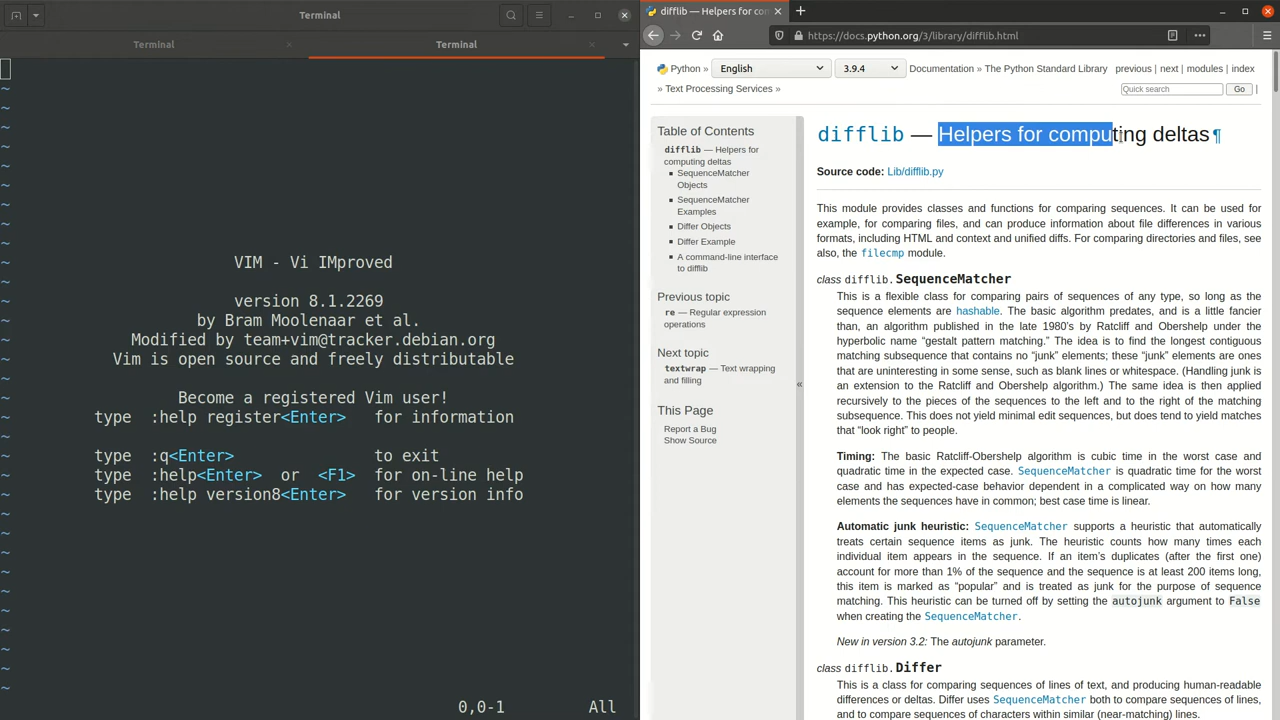 Terminal
Terminal
Terminal
~
~
~
~
~
~
~
~
~
~ VIM - Vi IMproved
~
~ version 8.1.2269
~ by Bram Moolenaar et al.
~ Modified by team+vim@tracker.debian.org
~ Vim is open source and freely distributable
~
~ Become a registered Vim user!
~ type :help register<Enter> for information
~
~ type :q<Enter> to exit
~ type :help<Enter> or <F1> for on-line help
~ type :help version8<Enter> for version info
~
~
~
~
~
~
~
~
~
~
0,0-1 All
difflib — Helpers for con
https://docs.python.org/3/library/difflib.html
Python » English 3.9.4 Documentation » The Python Standard Library previous | next | modules | index
» Text Processing Services » Quick search Go |
Table of Contents
difflib — Helpers for
computing deltas
SequenceMatcher
Objects
SequenceMatcher
Examples
Differ Objects
Differ Example
A command-line interface
to difflib
Previous topic
re — Regular expression
operations
Next topic
textwrap — Text wrapping
and filling
This Page
Report a Bug
Show Source
«
difflib — Helpers for computing deltas¶
Source code: Lib/difflib.py
This module provides classes and functions for comparing sequences. It can be used for
example, for comparing files, and can produce information about file differences in various
formats, including HTML and context and unified diffs. For comparing directories and files, see
also, the filecmp module.
class difflib.SequenceMatcher
This is a flexible class for comparing pairs of sequences of any type, so long as the
sequence elements are hashable. The basic algorithm predates, and is a little fancier
than, an algorithm published in the late 1980’s by Ratcliff and Obershelp under the
hyperbolic name “gestalt pattern matching.” The idea is to find the longest contiguous
matching subsequence that contains no “junk” elements; these “junk” elements are ones
that are uninteresting in some sense, such as blank lines or whitespace. (Handling junk is
an extension to the Ratcliff and Obershelp algorithm.) The same idea is then applied
recursively to the pieces of the sequences to the left and to the right of the matching
subsequence. This does not yield minimal edit sequences, but does tend to yield matches
that “look right” to people.
Timing: The basic Ratcliff-Obershelp algorithm is cubic time in the worst case and
quadratic time in the expected case. SequenceMatcher is quadratic time for the worst
case and has expected-case behavior dependent in a complicated way on how many
elements the sequences have in common; best case time is linear.
Automatic junk heuristic: SequenceMatcher supports a heuristic that automatically
treats certain sequence items as junk. The heuristic counts how many times each
individual item appears in the sequence. If an item’s duplicates (after the first one)
account for more than 1% of the sequence and the sequence is at least 200 items long,
this item is marked as “popular” and is treated as junk for the purpose of sequence
matching. This heuristic can be turned off by setting the autojunk argument to False
when creating the SequenceMatcher.
New in version 3.2: The autojunk parameter.
class difflib.Differ
This is a class for comparing sequences of lines of text, and producing human-readable
differences or deltas. Differ uses SequenceMatcher both to compare sequences of lines,
and to compare sequences of characters within similar (near-matching) lines.